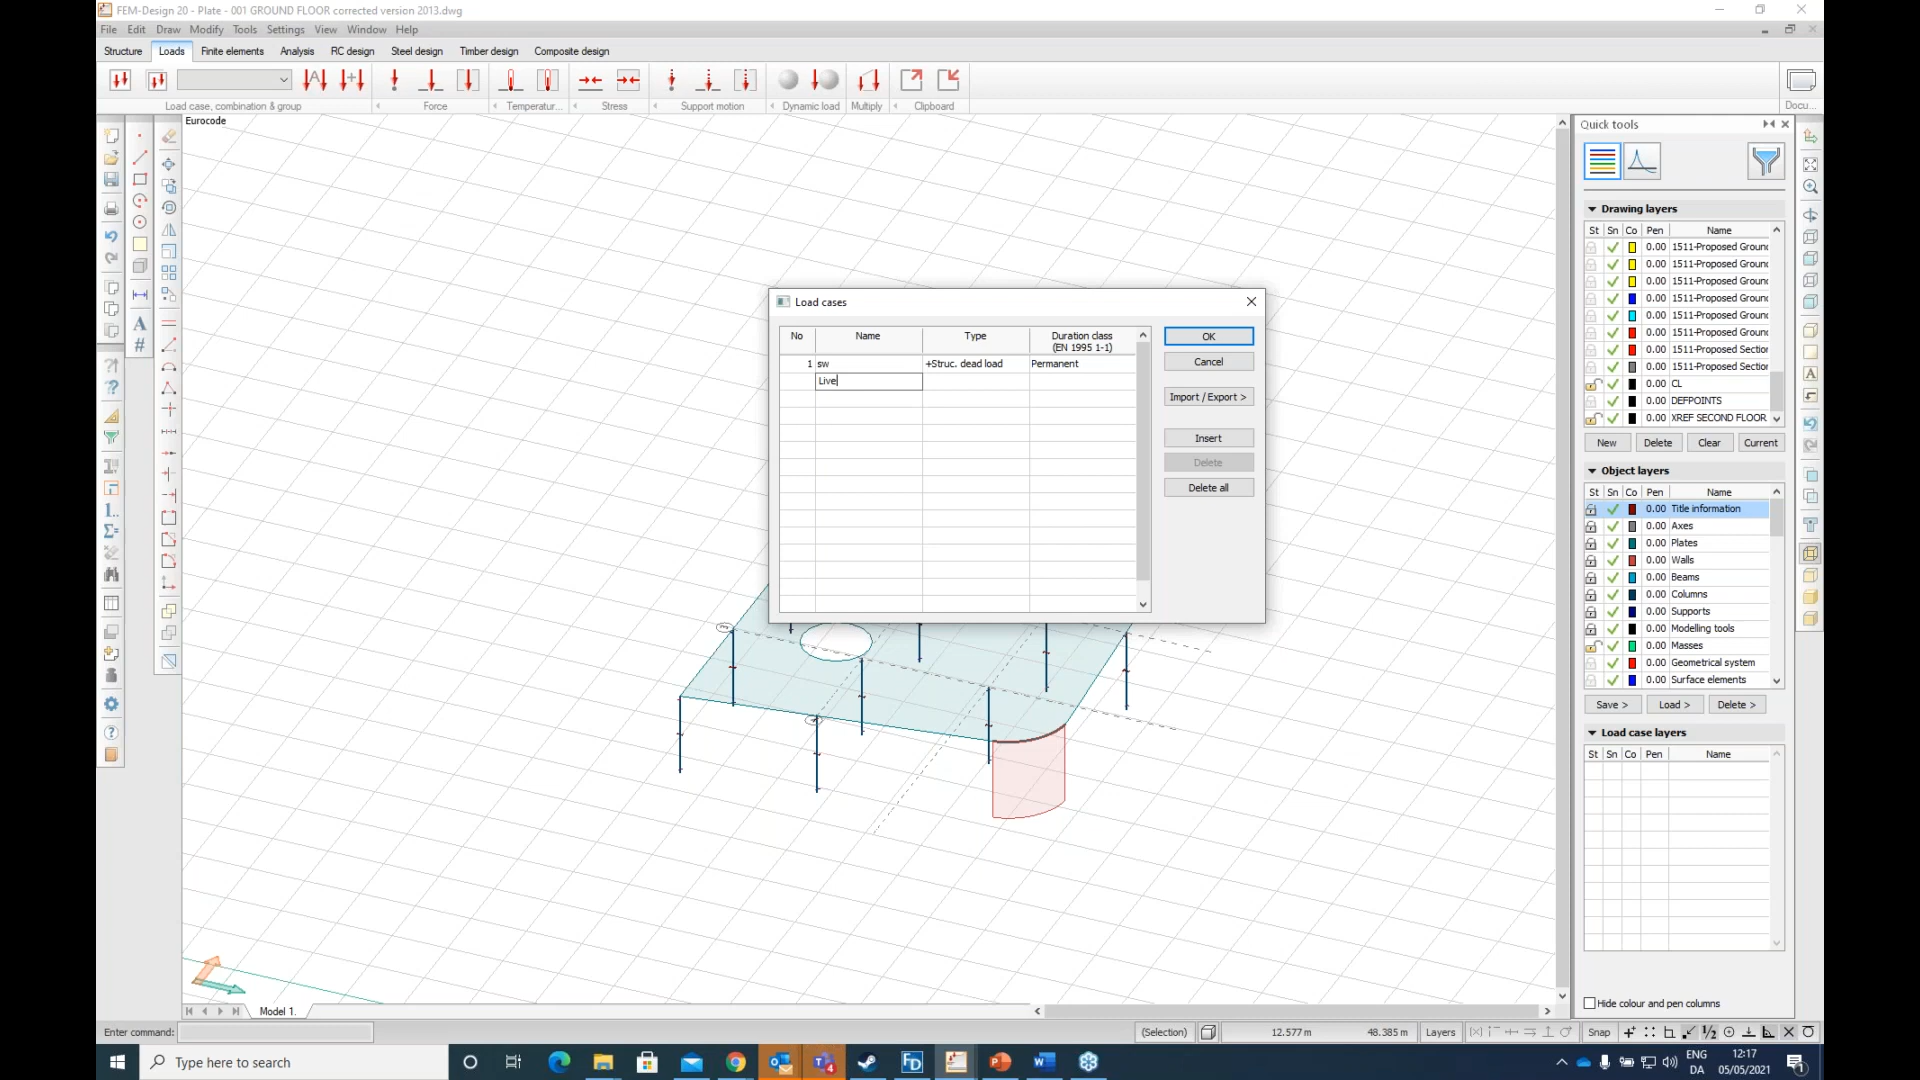 FEM-Design 20 - Plate - 001 GROUND FLOOR corrected version 2013.dwg
File Edit Draw Modify Tools Settings View Window Help
Structure Loads Finite elements Analysis RC design Steel design Timber design Composite design
Load case, combination & group Force Temperatur... Stress Support motion Dynamic load Multiply Clipboard Docu...
Eurocode
Quick tools
Drawing layers
St Sn Co Pen Name
0.00 1511-Proposed Ground
0.00 1511-Proposed Ground
0.00 1511-Proposed Ground
0.00 1511-Proposed Ground
0.00 1511-Proposed Ground
0.00 1511-Proposed Ground
0.00 1511-Proposed Section
0.00 1511-Proposed Section
0.00 CL
0.00 DEFPOINTS
0.00 XREF SECOND FLOOR
New Delete Clear Current
Object layers
St Sn Co Pen Name
0.00 Title information
0.00 Axes
0.00 Plates
0.00 Walls
0.00 Beams
0.00 Columns
0.00 Supports
0.00 Modelling tools
0.00 Masses
0.00 Geometrical system
0.00 Surface elements
Save > Load > Delete >
Load case layers
St Sn Co Pen Name
Hide colour and pen columns
Load cases
No Name Type Duration class
(EN 1995 1-1)
1 sw +Struc. dead load Permanent
Live
OK
Cancel
Import / Export >
Insert
Delete
Delete all
Model 1.
Enter command: (Selection) 12.577 m 48.385 m Layers Snap
Type here to search
ENG
DA
12:17
05/05/2021